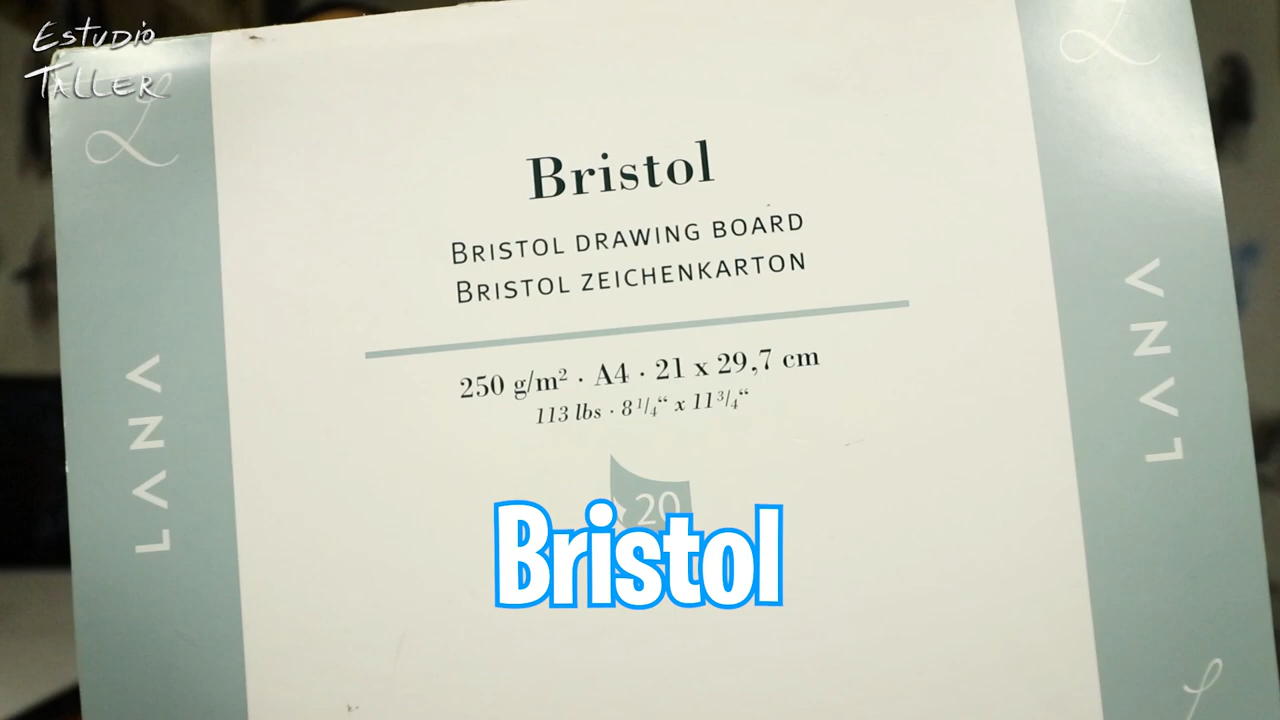 Estudio
Taller
Bristol
Bristol drawing board
Bristol zeichenkarton
250 g/m² · A4 · 21 x 29,7 cm
113 lbs · 8 1/4“ x 11 3/4“
20
Bristol
LANA
LANA